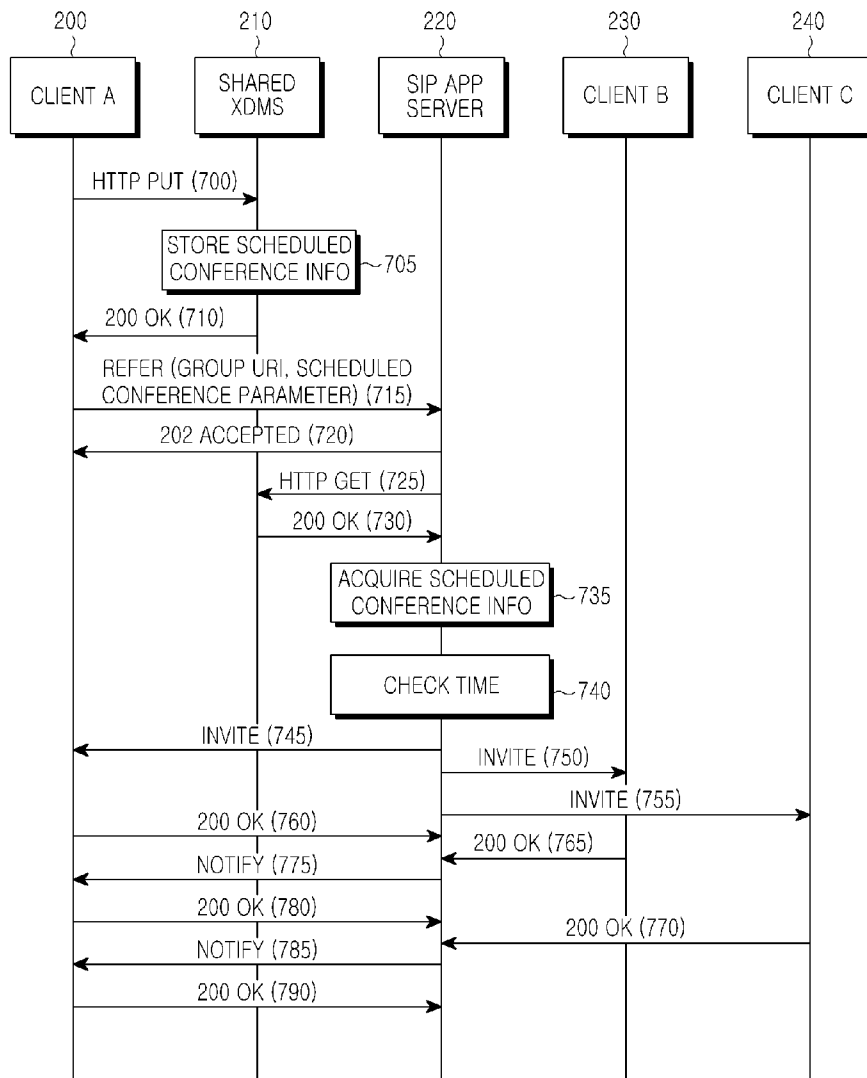 200
210
220
230
240
CLIENT A
SHARED
XDMS
SIP APP
SERVER
CLIENT B
CLIENT C
HTTP PUT (700)
STORE SCHEDULED
CONFERENCE INFO
705
200 OK (710)
REFER (GROUP URI, SCHEDULED
CONFERENCE PARAMETER) (715)
202 ACCEPTED (720)
HTTP GET (725)
200 OK (730)
ACQUIRE SCHEDULED
CONFERENCE INFO
735
CHECK TIME
740
INVITE (745)
INVITE (750)
INVITE (755)
200 OK (760)
200 OK (765)
NOTIFY (775)
200 OK (780)
200 OK (770)
NOTIFY (785)
200 OK (790)